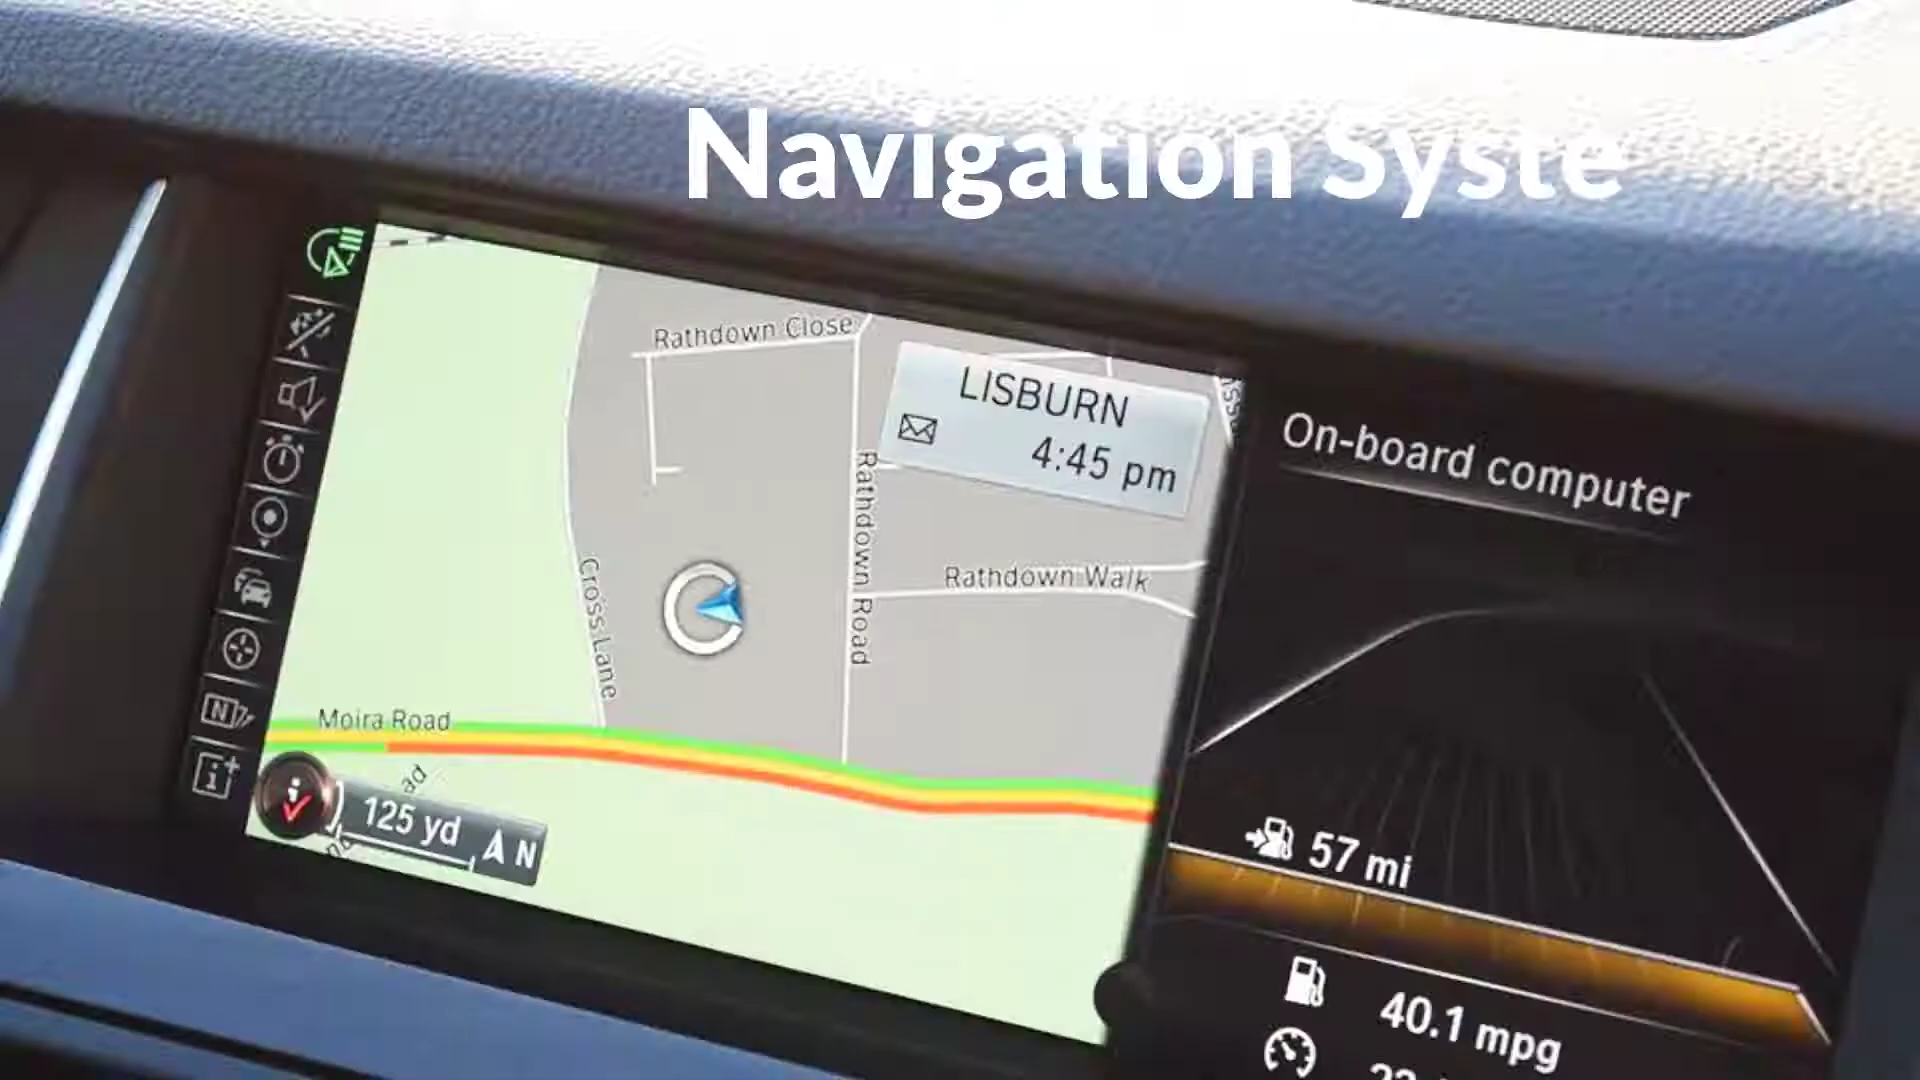 Navigation Syste
Rathdown Close
LISBURN
4:45 pm
On-board computer
Rathdown Road
Rathdown Walk
Cross Lane
Moira Road
ad
125 yd
N
57 mi
40.1 mpg